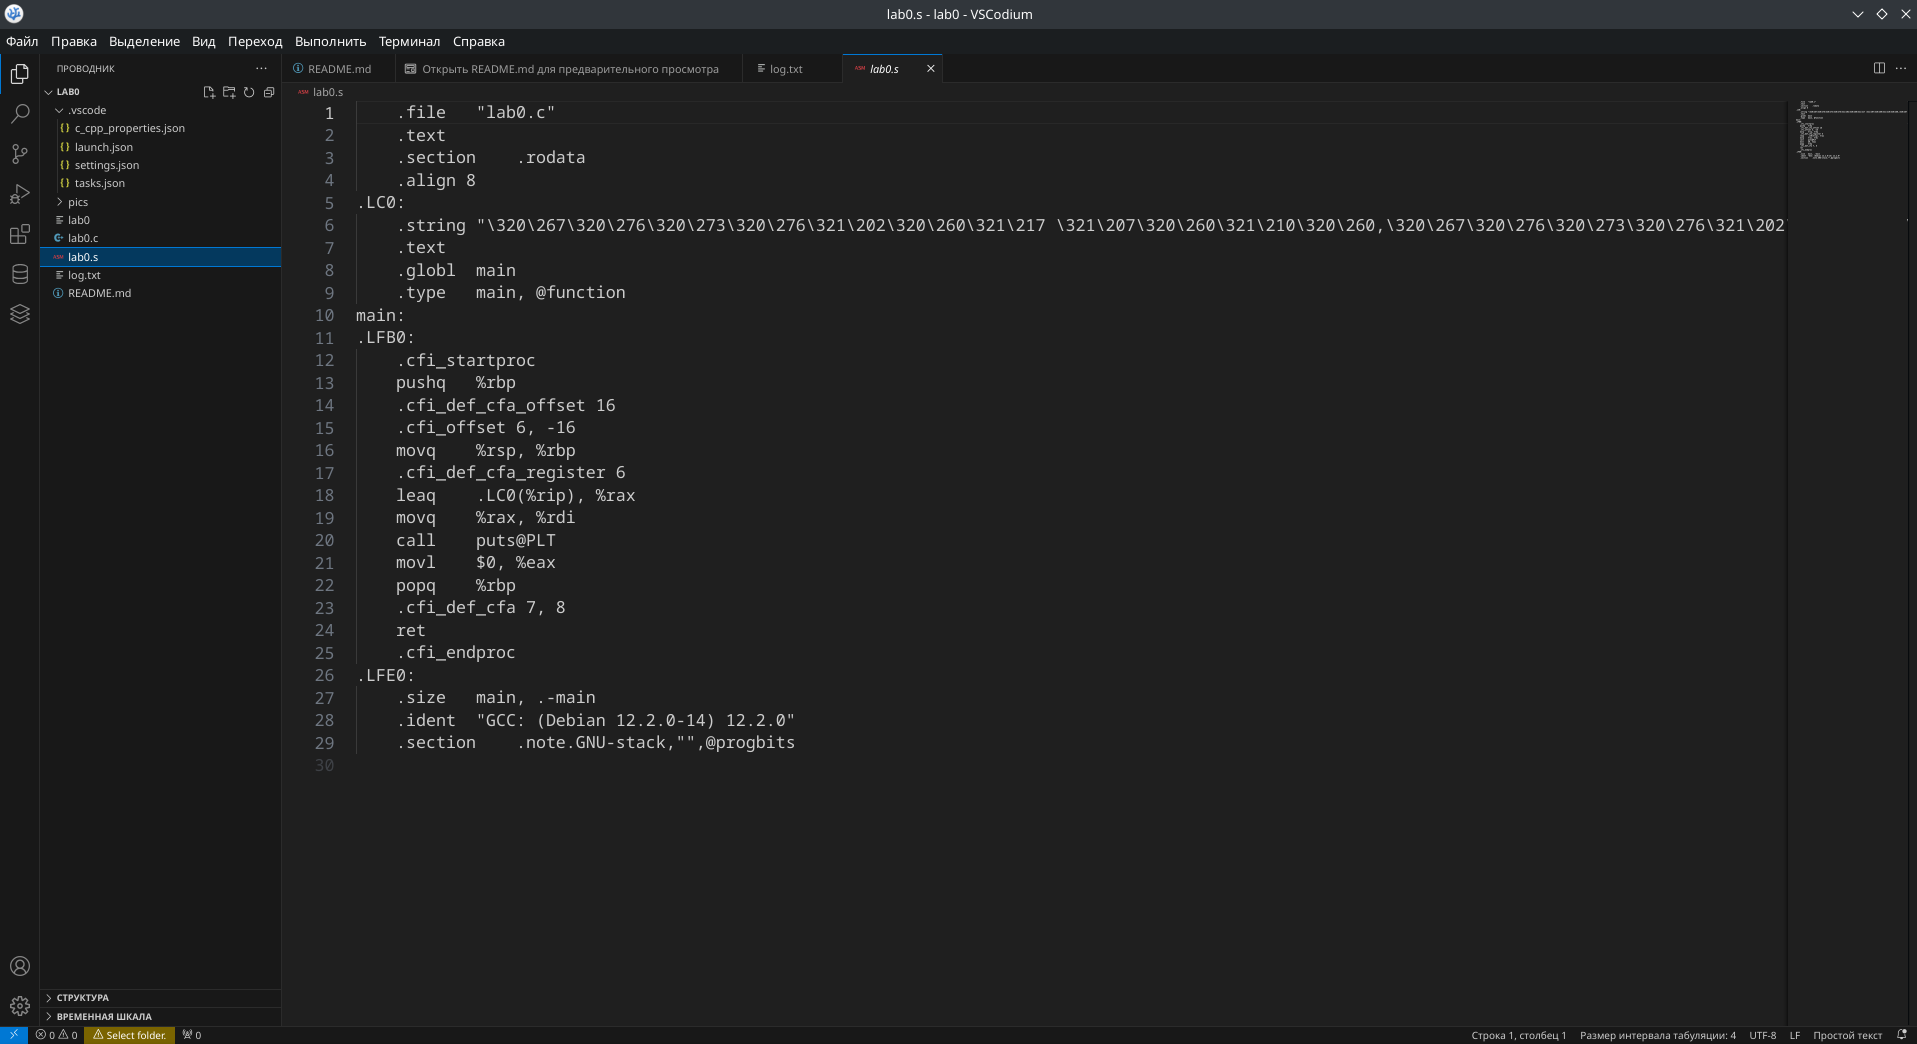 lab0.s - lab0 - VSCodium
Файл Правка Выделение Вид Переход Выполнить Терминал Справка
ПРОВОДНИК
LAB0
.vscode
c_cpp_properties.json
launch.json
settings.json
tasks.json
pics
lab0
lab0.c
lab0.s
log.txt
README.md
СТРУКТУРА
ВРЕМЕННАЯ ШКАЛА
README.md Открыть README.md для предварительного просмотра log.txt lab0.s
lab0.s
1 .file "lab0.c"
2 .text
3 .section .rodata
4 .align 8
5 .LC0:
6 .string "\320\267\320\276\320\273\320\276\321\202\320\260\321\217 \321\207\320\260\321\210\320\260,\320\267\320\276\320\273\320\276\321\202
7 .text
8 .globl main
9 .type main, @function
10 main:
11 .LFB0:
12 .cfi_startproc
13 pushq %rbp
14 .cfi_def_cfa_offset 16
15 .cfi_offset 6, -16
16 movq %rsp, %rbp
17 .cfi_def_cfa_register 6
18 leaq .LC0(%rip), %rax
19 movq %rax, %rdi
20 call puts@PLT
21 movl $0, %eax
22 popq %rbp
23 .cfi_def_cfa 7, 8
24 ret
25 .cfi_endproc
26 .LFE0:
27 .size main, .-main
28 .ident "GCC: (Debian 12.2.0-14) 12.2.0"
29 .section .note.GNU-stack,"",@progbits
30
0 0 Select folder. 0 Строка 1, столбец 1 Размер интервала табуляции: 4 UTF-8 LF Простой текст